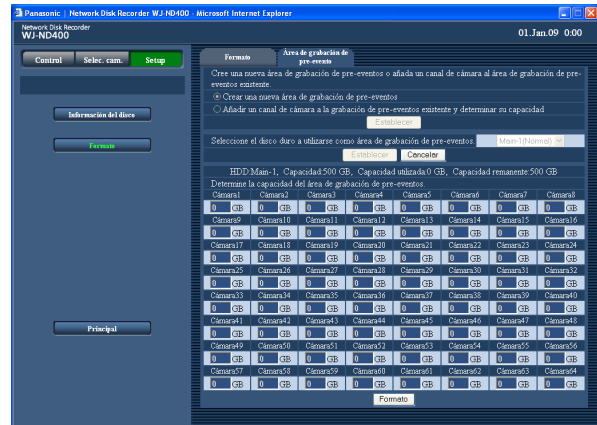 Panasonic | Network Disk Recorder WJ-ND400 - Microsoft Internet Explorer
Network Disk Recorder
WJ-ND400
01.Jan.09 0:00
Control Selec. cam. Setup
Información del disco
Formato
Principal
Formato
Área de grabación de
pre-evento
Cree una nueva área de grabación de pre-eventos o añada un canal de cámara al área de grabación de pre-
eventos existente.
Crear una nueva área de grabación de pre-eventos
Añadir un canal de cámara a la grabación de pre-eventos existente y determinar su capacidad
Establecer
Seleccione el disco duro a utilizarse como área de grabación de pre-eventos. Main-1(Normal)
Establecer Cancelar
HDD:Main-1, Capacidad:500 GB, Capacidad utilizada:0 GB, Capacidad remanente:500 GB
Determine la capacidad del área de grabación de pre-eventos.
Cámara1 Cámara2 Cámara3 Cámara4 Cámara5 Cámara6 Cámara7 Cámara8
0 GB 0 GB 0 GB 0 GB 0 GB 0 GB 0 GB 0 GB
Cámara9 Cámara10 Cámara11 Cámara12 Cámara13 Cámara14 Cámara15 Cámara16
0 GB 0 GB 0 GB 0 GB 0 GB 0 GB 0 GB 0 GB
Cámara17 Cámara18 Cámara19 Cámara20 Cámara21 Cámara22 Cámara23 Cámara24
0 GB 0 GB 0 GB 0 GB 0 GB 0 GB 0 GB 0 GB
Cámara25 Cámara26 Cámara27 Cámara28 Cámara29 Cámara30 Cámara31 Cámara32
0 GB 0 GB 0 GB 0 GB 0 GB 0 GB 0 GB 0 GB
Cámara33 Cámara34 Cámara35 Cámara36 Cámara37 Cámara38 Cámara39 Cámara40
0 GB 0 GB 0 GB 0 GB 0 GB 0 GB 0 GB 0 GB
Cámara41 Cámara42 Cámara43 Cámara44 Cámara45 Cámara46 Cámara47 Cámara48
0 GB 0 GB 0 GB 0 GB 0 GB 0 GB 0 GB 0 GB
Cámara49 Cámara50 Cámara51 Cámara52 Cámara53 Cámara54 Cámara55 Cámara56
0 GB 0 GB 0 GB 0 GB 0 GB 0 GB 0 GB 0 GB
Cámara57 Cámara58 Cámara59 Cámara60 Cámara61 Cámara62 Cámara63 Cámara64
0 GB 0 GB 0 GB 0 GB 0 GB 0 GB 0 GB 0 GB
Formato